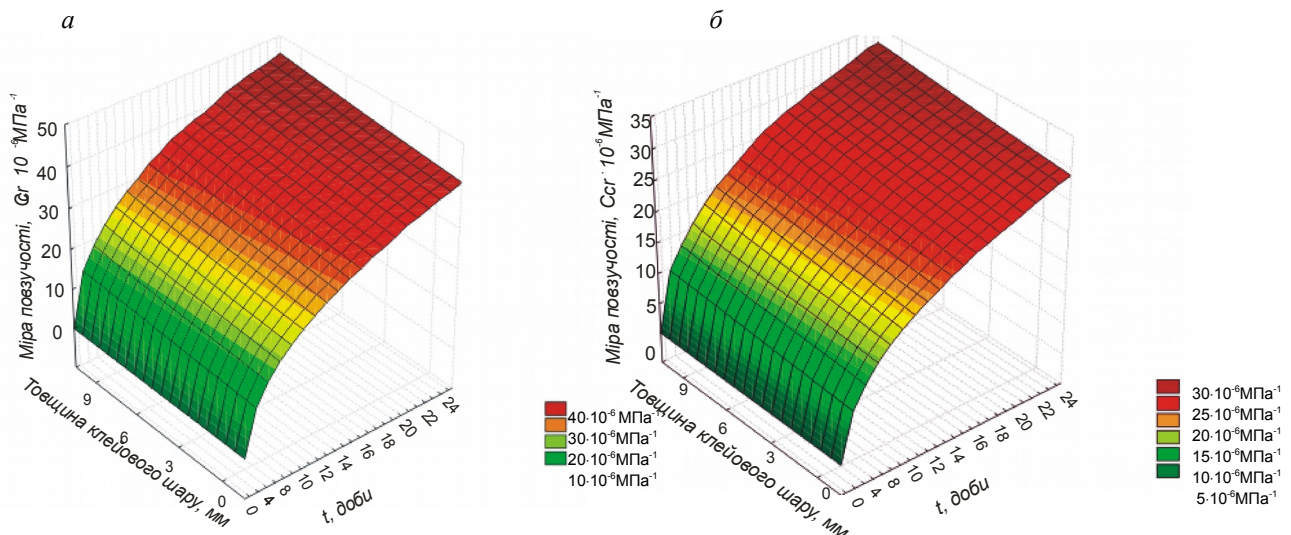 а
Міра повзучості, Ccr 10 -6 МПа -1
50
40
30
20
10
0
Товщина клейового шару, мм
9
6
3
0
t, доби
0
4
8
10
12
14
16
18
20
22
24
40·10-6 МПа-1
30·10-6МПа-1
20·10-6МПа-1
10·10-6МПа-1
б
Міра повзучості, Ccr · 10-6 МПа-1
35
30
25
20
15
10
5
0
Товщина клейового шару, мм
9
6
3
0
t, доби
0
4
8
10
12
14
16
18
20
22
24
30·10-6МПа-1
25·10-6МПа-1
20·10-6МПа-1
15·10-6МПа-1
10·10-6МПа-1
5·10-6МПа-1